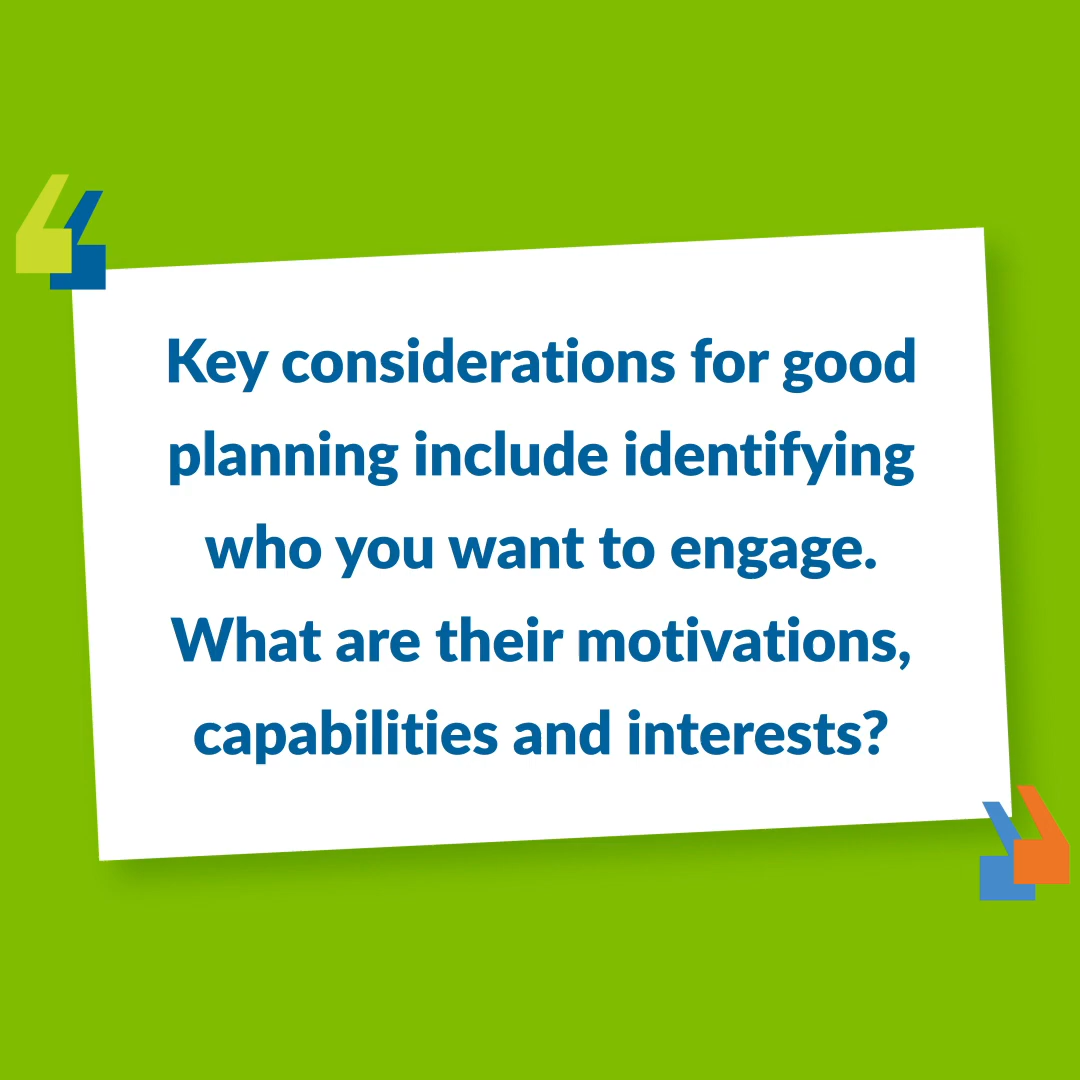 Key considerations for good
planning include identifying
who you want to engage.
What are their motivations,
capabilities and interests?